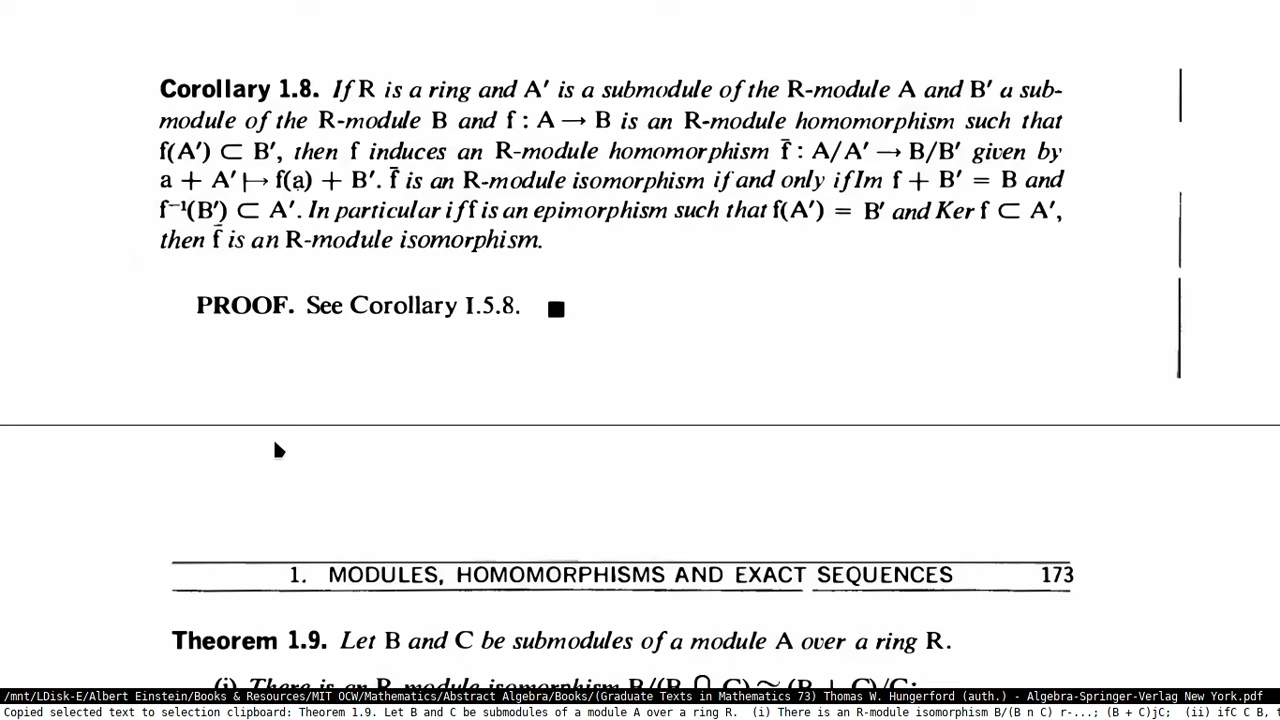 Corollary 1.8. If R is a ring and A′ is a submodule of the R-module A and B′ a sub-
module of the R-module B and f : A → B is an R-module homomorphism such that
f(A′) ⊂ B′, then f induces an R-module homomorphism f̄ : A/A′ → B/B′ given by
a + A′ ↦ f(a) + B′. f̄ is an R-module isomorphism if and only if Im f + B′ = B and
f⁻¹(B′) ⊂ A′. In particular if f is an epimorphism such that f(A′) = B′ and Ker f ⊂ A′,
then f̄ is an R-module isomorphism.
PROOF. See Corollary I.5.8. ■
1. MODULES, HOMOMORPHISMS AND EXACT SEQUENCES 173
Theorem 1.9. Let B and C be submodules of a module A over a ring R.
(i) There is an R-module isomorphism B/(B ∩ C) ≅ (B + C)/C;
/mnt/LDisk-E/Albert Einstein/Books & Resources/MIT OCW/Mathematics/Abstract Algebra/Books/(Graduate Texts in Mathematics 73) Thomas W. Hungerford (auth.) - Algebra-Springer-Verlag New York.pdf
Copied selected text to selection clipboard: Theorem 1.9. Let B and C be submodules of a module A over a ring R. (i) There is an R-module isomorphism B/(B n C) r-...; (B + C)jC; (ii) ifC C B,